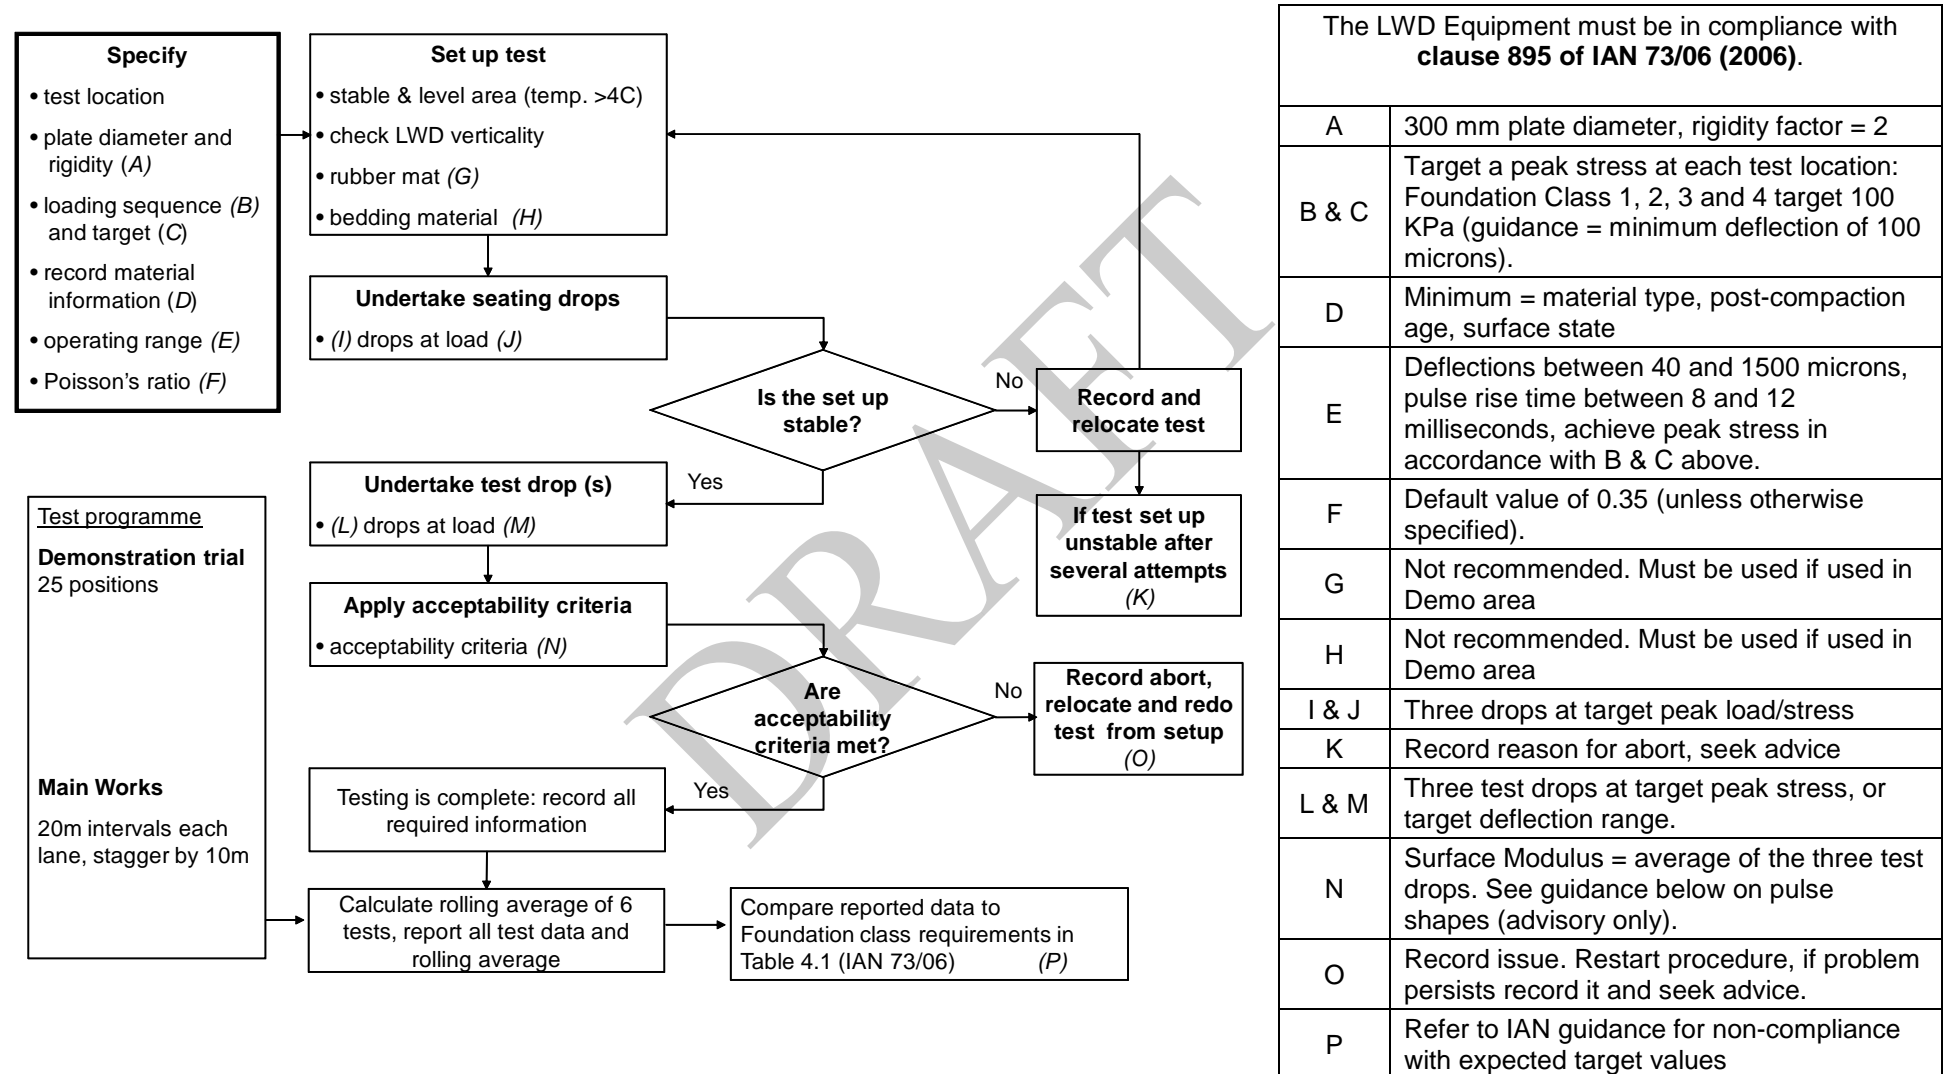 Specify
• test location
• plate diameter and
rigidity (A)
• loading sequence (B)
and target (C)
• record material
information (D)
• operating range (E)
• Poisson's ratio (F)
Set up test
• stable & level area (temp. >4C)
• check LWD verticality
• rubber mat (G)
• bedding material (H)
Undertake seating drops
• (I) drops at load (J)
Is the set up
stable?
No
Record and
relocate test
Yes
If test set up
unstable after
several attempts
(K)
Undertake test drop (s)
• (L) drops at load (M)
Apply acceptability criteria
• acceptability criteria (N)
Are
acceptability
criteria met?
No
Record abort,
relocate and redo
test from setup
(O)
Yes
Testing is complete: record all
required information
Test programme
Demonstration trial
25 positions
Main Works
20m intervals each
lane, stagger by 10m
Calculate rolling average of 6
tests, report all test data and
rolling average
Compare reported data to
Foundation class requirements in
Table 4.1 (IAN 73/06) (P)
DRAFT
The LWD Equipment must be in compliance with
clause 895 of IAN 73/06 (2006).
A 300 mm plate diameter, rigidity factor = 2
B & C Target a peak stress at each test location:
Foundation Class 1, 2, 3 and 4 target 100
KPa (guidance = minimum deflection of 100
microns).
D Minimum = material type, post-compaction
age, surface state
E Deflections between 40 and 1500 microns,
pulse rise time between 8 and 12
milliseconds, achieve peak stress in
accordance with B & C above.
F Default value of 0.35 (unless otherwise
specified).
G Not recommended. Must be used if used in
Demo area
H Not recommended. Must be used if used in
Demo area
I & J Three drops at target peak load/stress
K Record reason for abort, seek advice
L & M Three test drops at target peak stress, or
target deflection range.
N Surface Modulus = average of the three test
drops. See guidance below on pulse
shapes (advisory only).
O Record issue. Restart procedure, if problem
persists record it and seek advice.
P Refer to IAN guidance for non-compliance
with expected target values